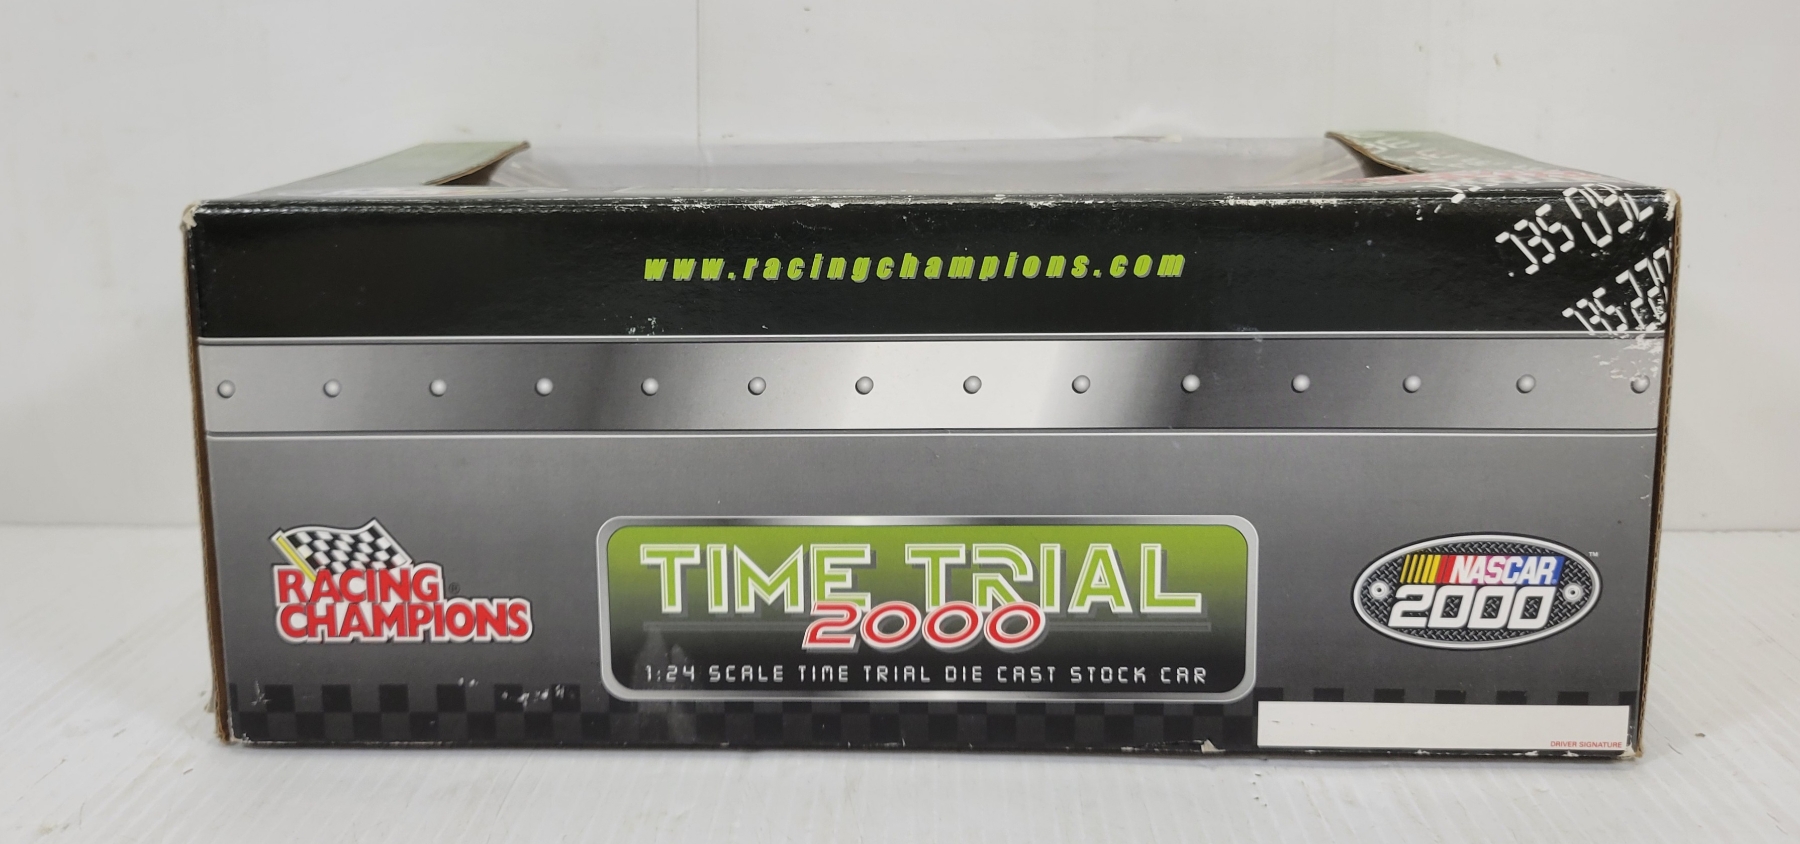 www.racingchampions.com
RACING
CHAMPIONS®
TIME TRIAL
2000
1:24 SCALE TIME TRIAL DIE CAST STOCK CAR
NASCAR ™
2000
DRIVER SIGNATURE